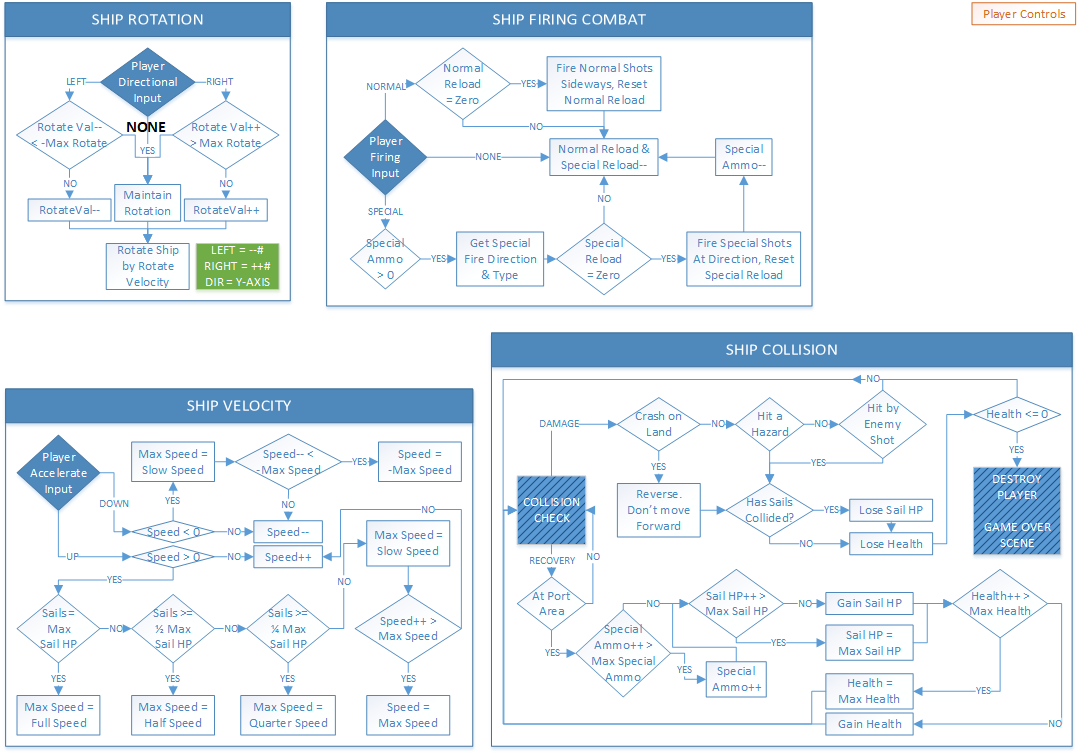 SHIP ROTATION
Player
Directional
Input
LEFT
RIGHT
Rotate Val--
< -Max Rotate
NONE
Rotate Val++
> Max Rotate
YES
NO
NO
RotateVal--
Maintain
Rotation
RotateVal++
Rotate Ship
by Rotate
Velocity
LEFT = --#
RIGHT = ++#
DIR = Y-AXIS
SHIP FIRING COMBAT
Normal
Reload
= Zero
YES
Fire Normal Shots
Sideways, Reset
Normal Reload
NORMAL
NO
Player
Firing
Input
NONE
Normal Reload &
Special Reload--
Special
Ammo--
SPECIAL
NO
Special
Ammo
> 0
YES
Get Special
Fire Direction
& Type
Special
Reload
= Zero
YES
Fire Special Shots
At Direction, Reset
Special Reload
Player Controls
SHIP VELOCITY
Player
Accelerate
Input
Max Speed =
Slow Speed
Speed-- <
-Max Speed
YES
Speed =
-Max Speed
DOWN
YES
NO
NO
Speed < 0
NO
Speed--
Max Speed =
Slow Speed
UP
Speed > 0
NO
Speed++
YES
NO
Sails=
Max
Sail HP
NO
Sails >=
½ Max
Sail HP
NO
Sails >=
¼ Max
Sail HP
Speed++ >
Max Speed
YES
YES
YES
YES
Max Speed =
Full Speed
Max Speed =
Half Speed
Max Speed =
Quarter Speed
Speed =
Max Speed
SHIP COLLISION
NO
DAMAGE
Crash on
Land
NO
Hit a
Hazard
NO
Hit by
Enemy
Shot
Health <= 0
YES
YES
YES
COLLISION
CHECK
Reverse.
Don't move
Forward
Has Sails
Collided?
YES
Lose Sail HP
NO
Lose Health
DESTROY
PLAYER
GAME OVER
SCENE
RECOVERY
NO
At Port
Area
YES
Special
Ammo++ >
Max Special
Ammo
NO
YES
Special
Ammo++
Sail HP++ >
Max Sail HP
NO
Gain Sail HP
YES
Sail HP =
Max Sail HP
Health++ >
Max Health
Health =
Max Health
YES
Gain Health
NO